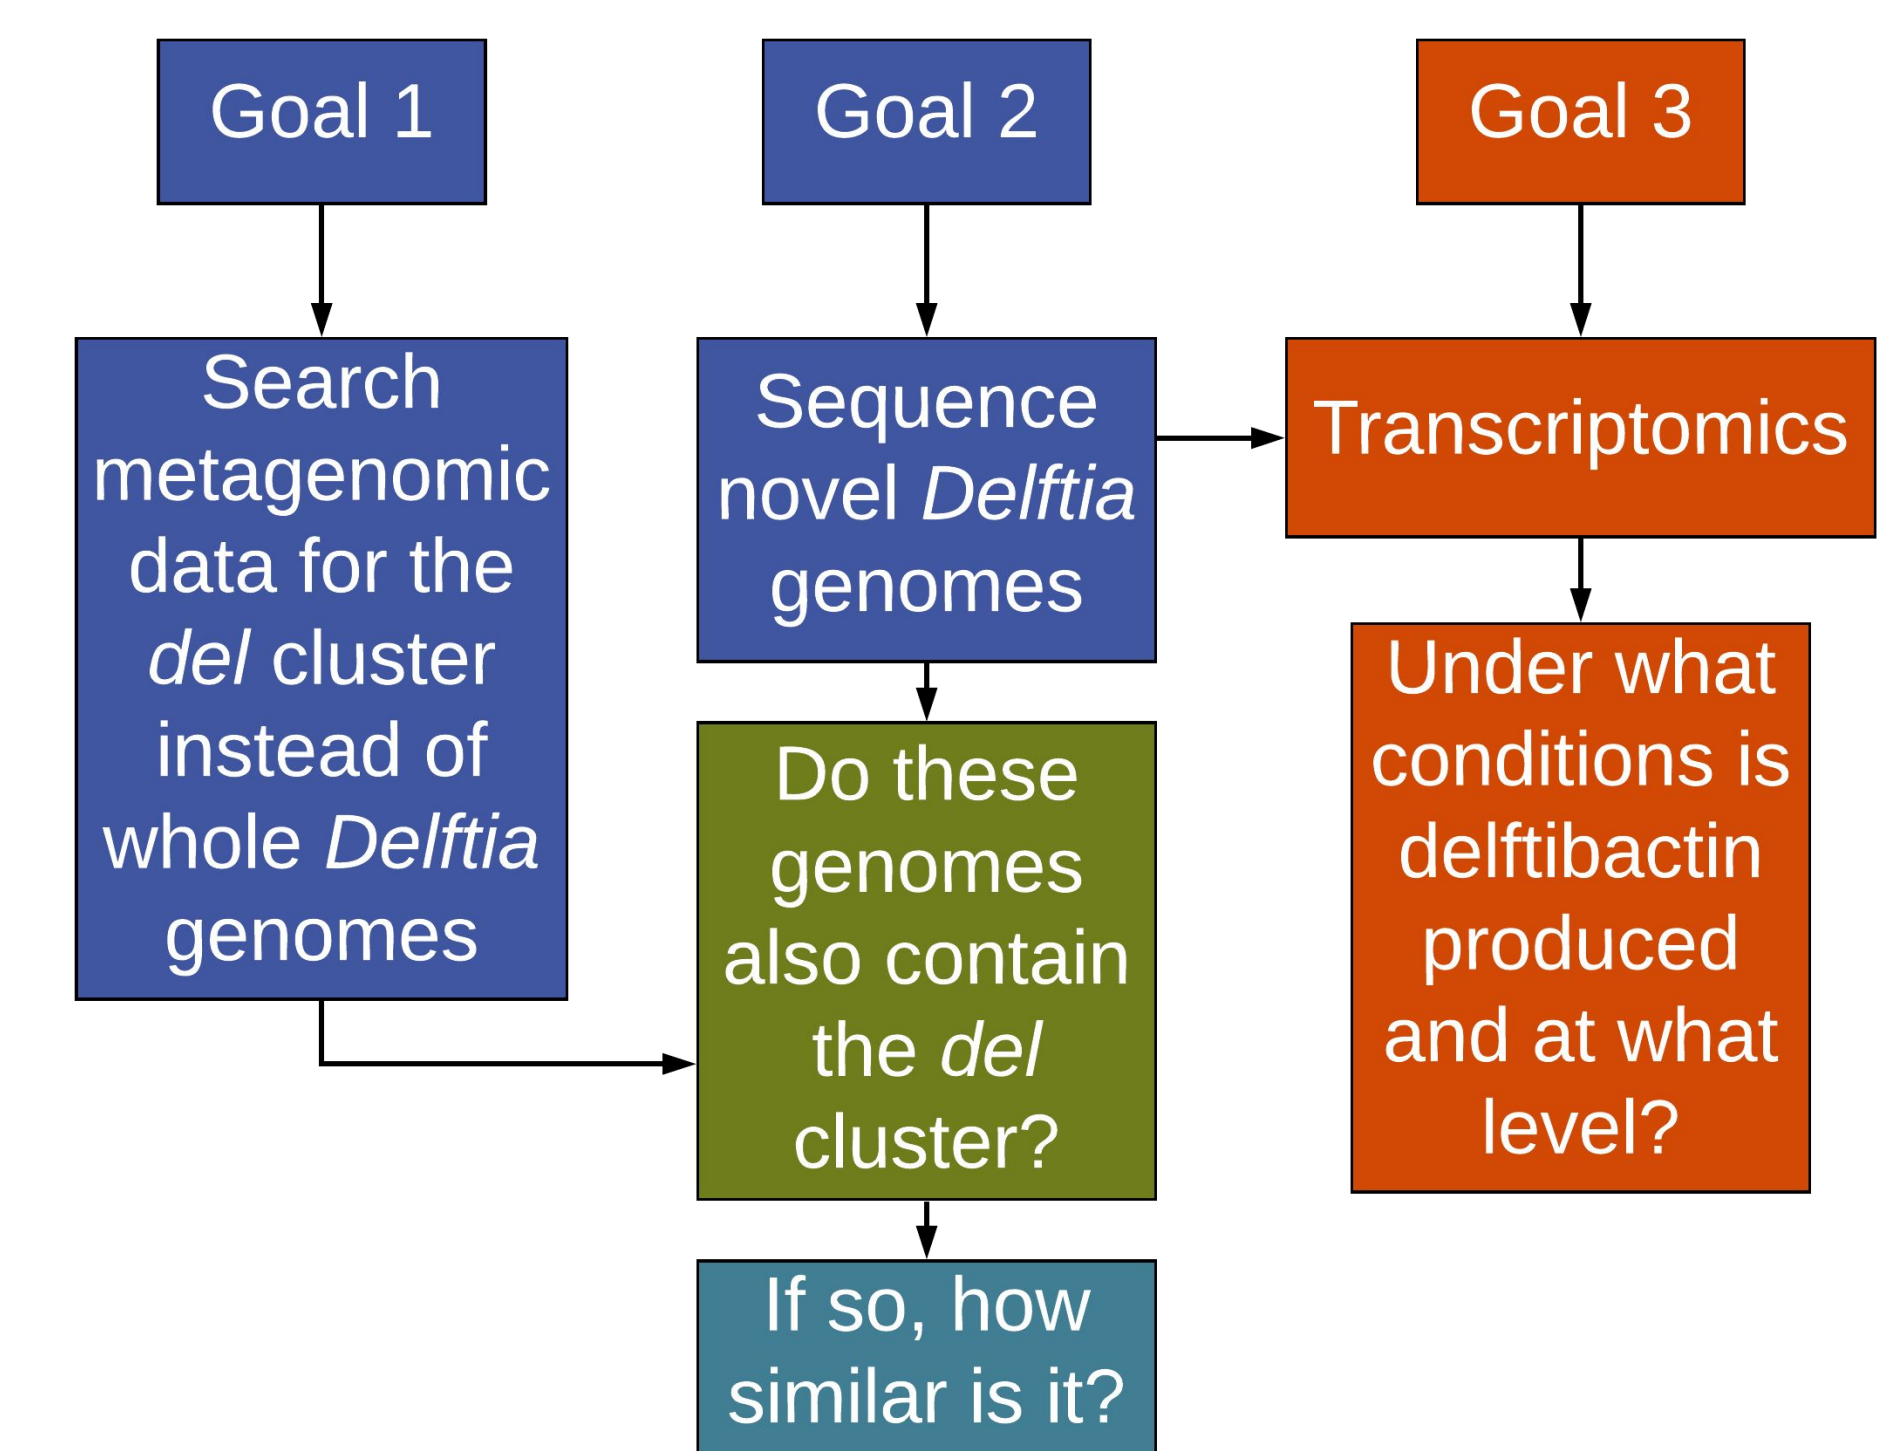 Goal 1
Goal 2
Goal 3
Search
metagenomic
data for the
del cluster
instead of
whole Delftia
genomes
Sequence
novel Delftia
genomes
Transcriptomics
Do these
genomes
also contain
the del
cluster?
Under what
conditions is
delftibactin
produced
and at what
level?
If so, how
similar is it?